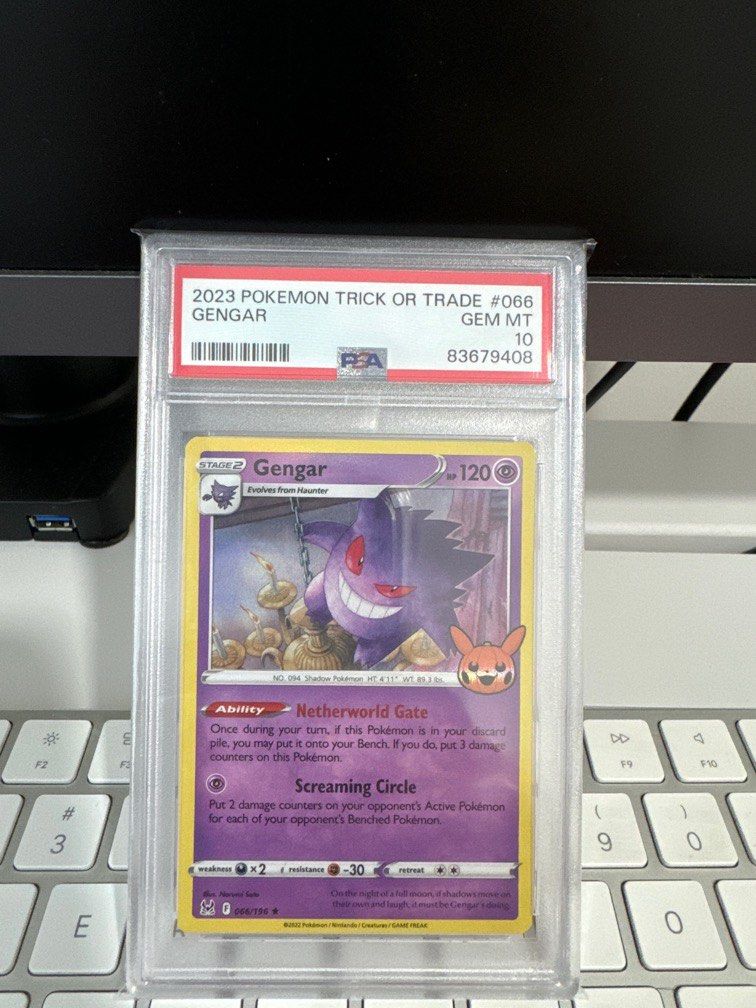 2023 POKEMON TRICK OR TRADE #066
GENGAR GEM MT
10
PSA 83679408
STAGE2 Gengar HP 120
Evolves from Haunter
NO. 094 Shadow Pokémon HT: 4'11" WT: 89.3 lbs.
Ability Netherworld Gate
Once during your turn, if this Pokémon is in your discard
pile, you may put it onto your Bench. If you do, put 3 damage
counters on this Pokémon.
Screaming Circle
Put 2 damage counters on your opponent's Active Pokémon
for each of your opponent's Benched Pokémon.
weakness ×2 resistance -30 retreat
Illus. Naromi Sato On the night of a full moon, if shadows move on
their own and laugh, it must be Gengar's doing.
F 066/196 ★
©2022 Pokémon / Nintendo / Creatures / GAME FREAK
F2
F9
F10
#
3
(
9
)
0
E
O